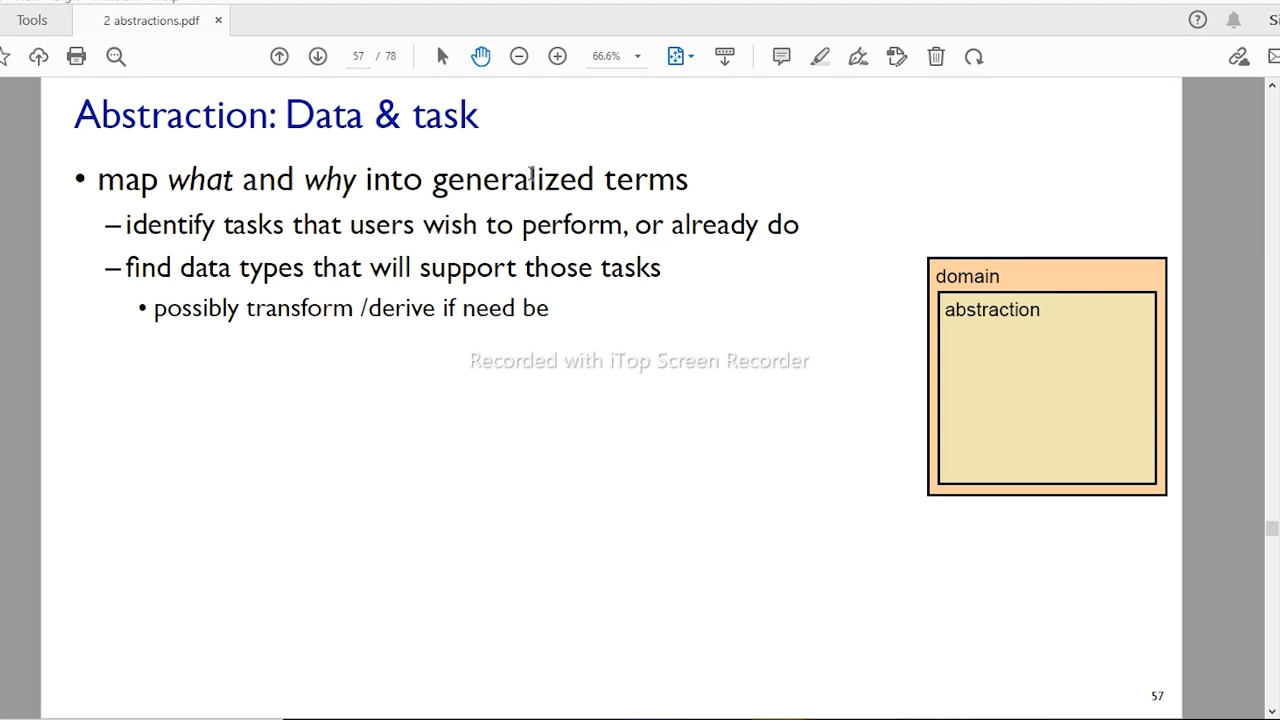 Tools
2 abstractions.pdf ×
57 / 78
66.6%
Abstraction: Data & task
• map what and why into generalized terms
– identify tasks that users wish to perform, or already do
– find data types that will support those tasks
• possibly transform /derive if need be
domain
abstraction
Recorded with iTop Screen Recorder
57